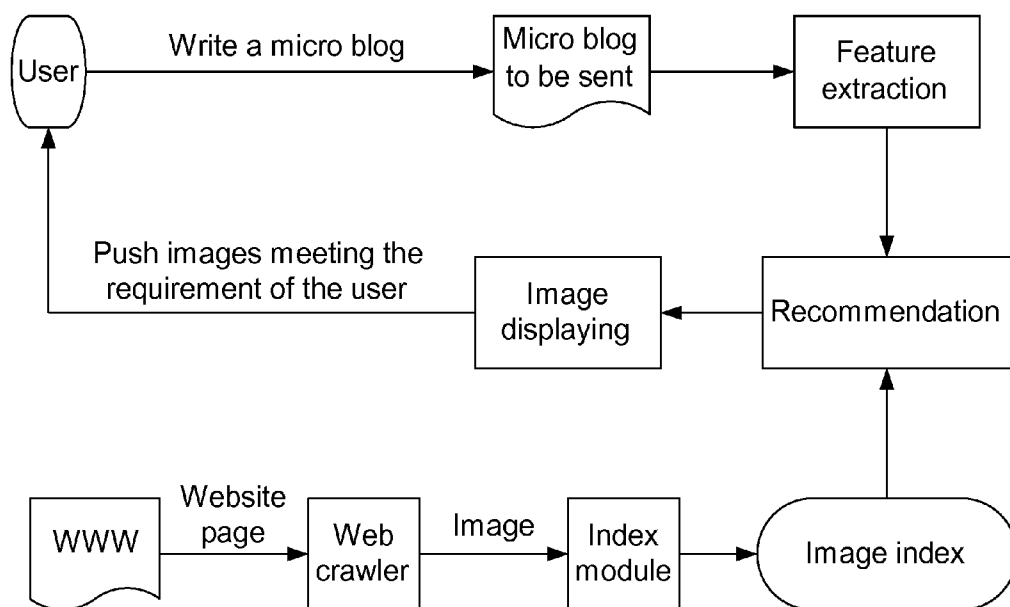 User
Write a micro blog
Micro blog
to be sent
Feature
extraction
Push images meeting the
requirement of the user
Image
displaying
Recommendation
WWW
Website
page
Web
crawler
Image
Index
module
Image index